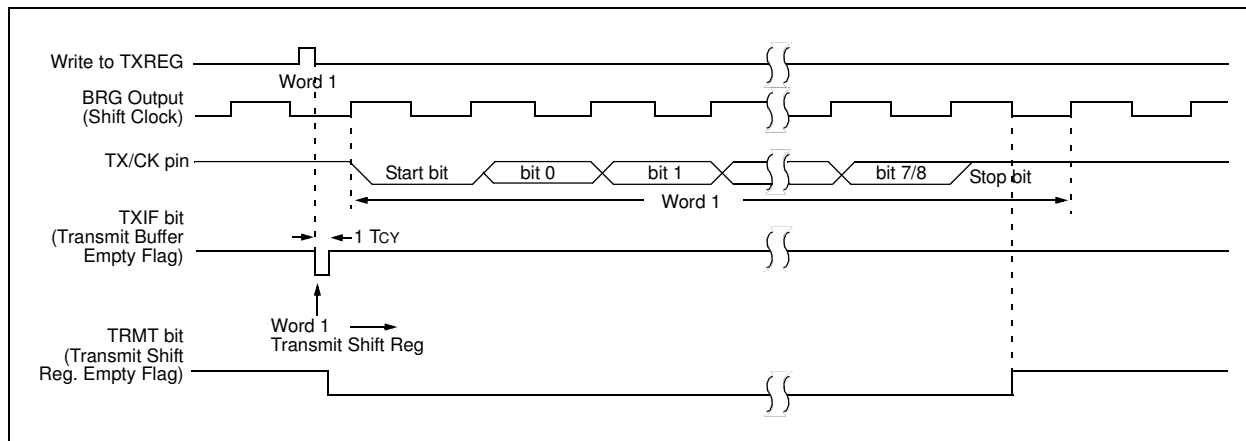 Write to TXREG
Word 1
BRG Output
(Shift Clock)
TX/CK pin
Start bit
bit 0
bit 1
bit 7/8
Stop bit
Word 1
TXIF bit
(Transmit Buffer
Empty Flag)
1 TCY
Word 1
Transmit Shift Reg
TRMT bit
(Transmit Shift
Reg. Empty Flag)